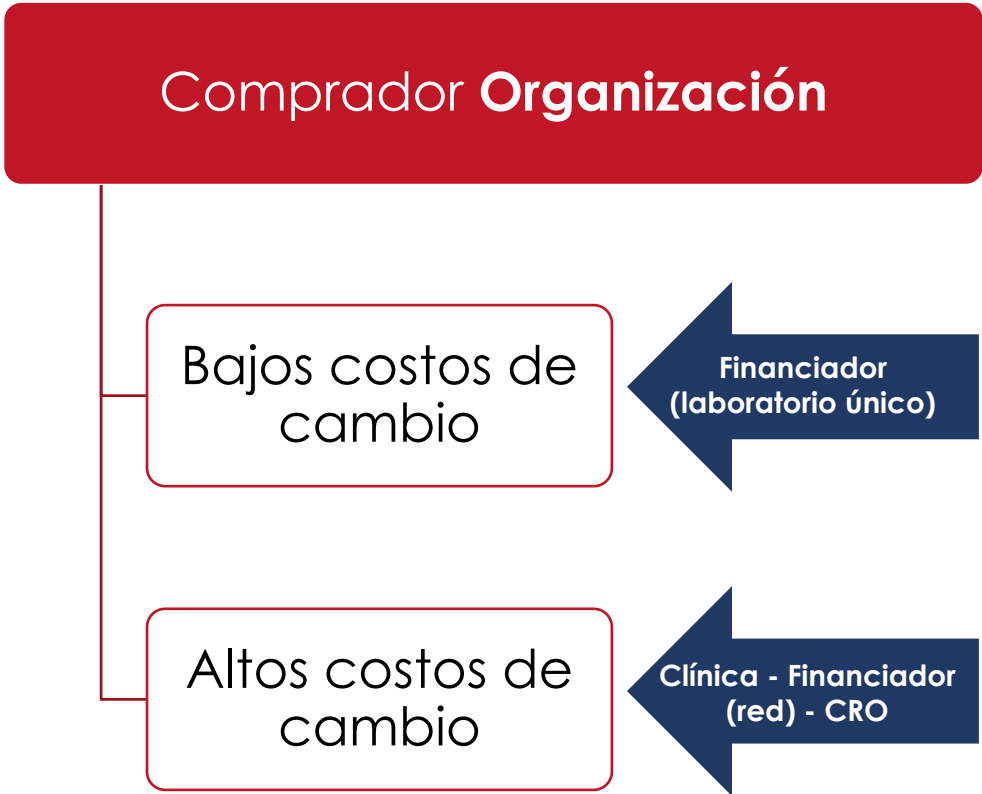 Comprador Organización
Bajos costos de
cambio
Financiador
(laboratorio único)
Altos costos de
cambio
Clínica - Financiador
(red) - CRO